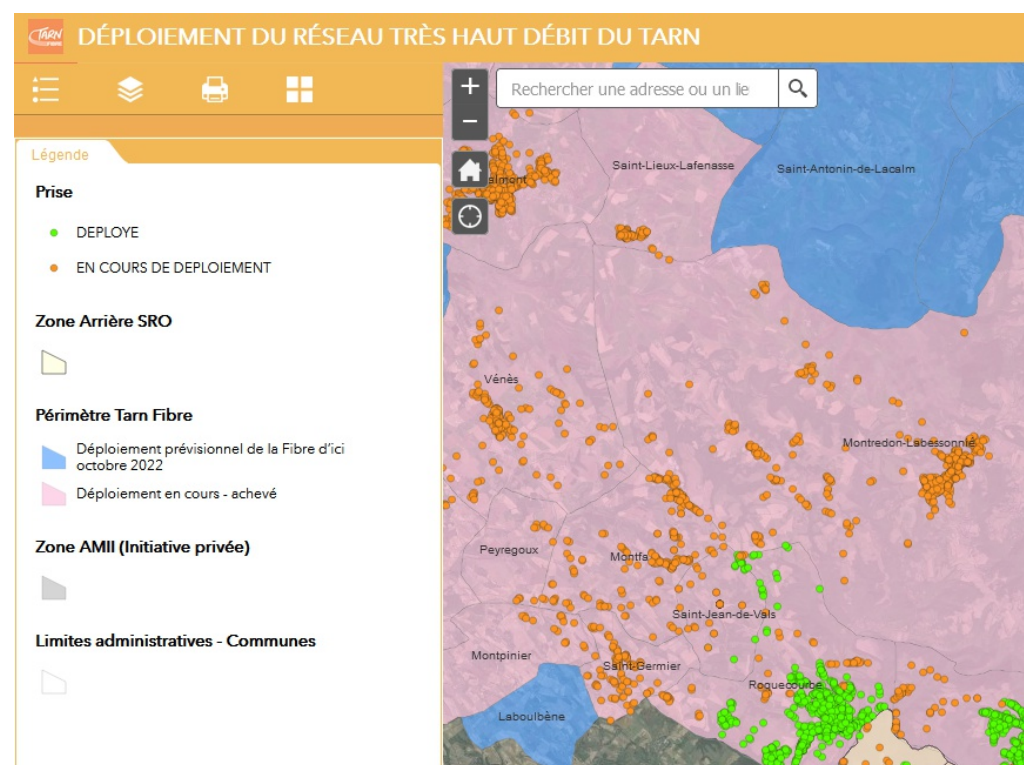 TARN
DÉPLOIEMENT DU RÉSEAU TRÈS HAUT DÉBIT DU TARN
Rechercher une adresse ou un lie
Légende
Prise
DEPLOYE
EN COURS DE DEPLOIEMENT
Zone Arrière SRO
Périmètre Tarn Fibre
Déploiement prévisionnel de la Fibre d'ici
octobre 2022
Déploiement en cours - achevé
Zone AMII (Initiative privée)
Limites administratives - Communes
Saint-Lieux-Lafenasse
Saint-Antonin-de-Lacalm
almont
Vénès
Montredon-Labessonnié
Peyregoux
Montfa
Saint-Jean-de-Vals
Montpinier
Saint-Germier
Roquecourbe
Laboulbène